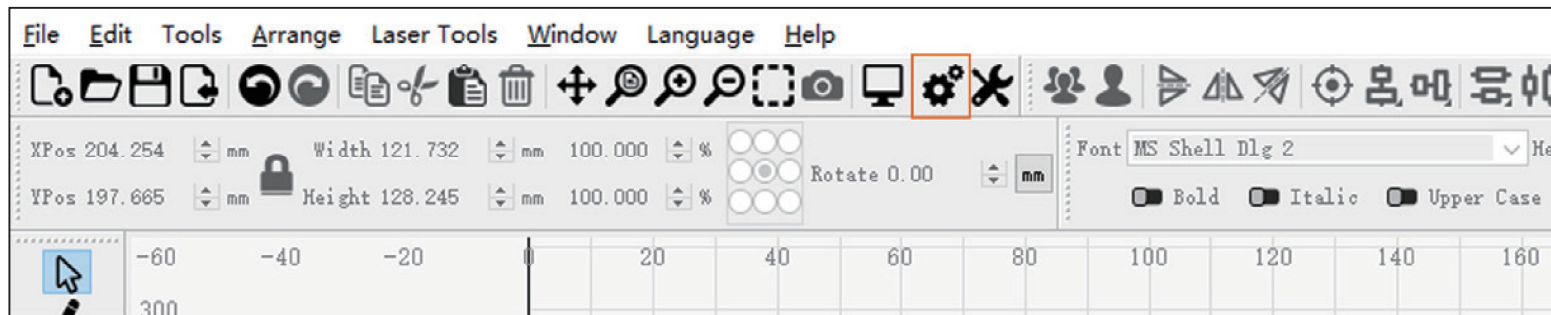 File Edit Tools Arrange Laser Tools Window Language Help
XPos 204.254 mm Width 121.732 mm 100.000 % Rotate 0.00 mm Font MS Shell Dlg 2 He
YPos 197.665 mm Height 128.245 mm 100.000 % Bold Italic Upper Case
-60 -40 -20 0 20 40 60 80 100 120 140 160
300